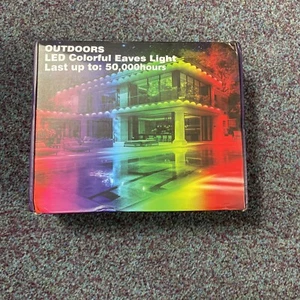 OUTDOORS
LED Colorful Eaves Light
Last up to: 50,000hours